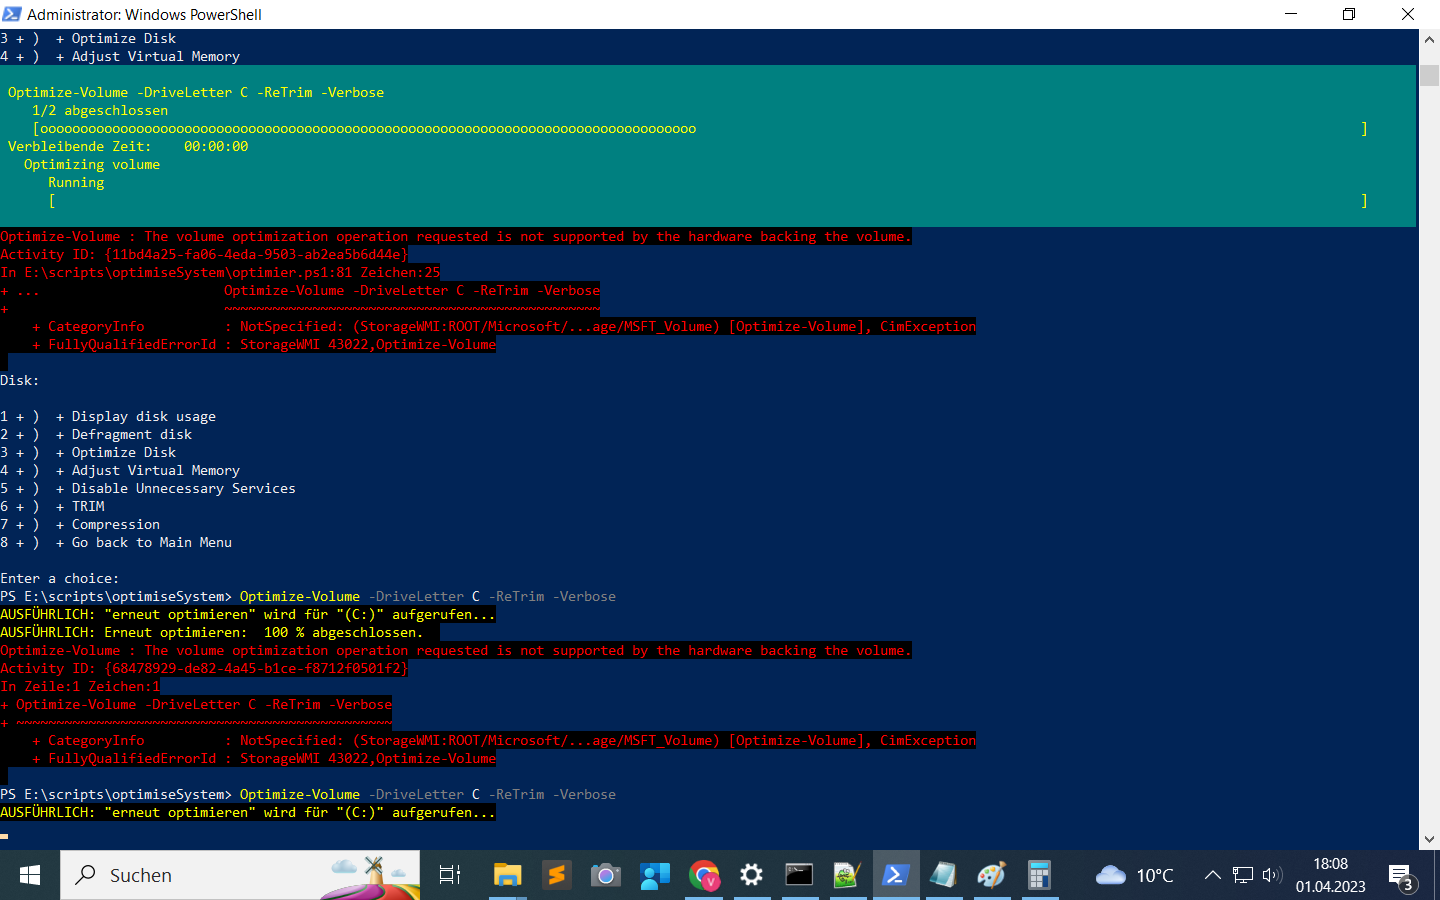 Administrator: Windows PowerShell
3 + )  + Optimize Disk
4 + )  + Adjust Virtual Memory
Optimize-Volume -DriveLetter C -ReTrim -Verbose
1/2 abgeschlossen
[oooooooooooooooooooooooooooooooooooooooooooooooooooooooooooooooooooooooooooooooooo ]
Verbleibende Zeit:    00:00:00
Optimizing volume
Running
[ ]
Optimize-Volume : The volume optimization operation requested is not supported by the hardware backing the volume.
Activity ID: {11bd4a25-fa06-4eda-9503-ab2ea5b6d44e}
In E:\scripts\optimiseSystem\optimier.ps1:81 Zeichen:25
+ ...                       Optimize-Volume -DriveLetter C -ReTrim -Verbose
+                           ~~~~~~~~~~~~~~~~~~~~~~~~~~~~~~~~~~~~~~~~~~~~~~~
    + CategoryInfo          : NotSpecified: (StorageWMI:ROOT/Microsoft/...age/MSFT_Volume) [Optimize-Volume], CimException
    + FullyQualifiedErrorId : StorageWMI 43022,Optimize-Volume
Disk:
1 + )  + Display disk usage
2 + )  + Defragment disk
3 + )  + Optimize Disk
4 + )  + Adjust Virtual Memory
5 + )  + Disable Unnecessary Services
6 + )  + TRIM
7 + )  + Compression
8 + )  + Go back to Main Menu
Enter a choice:
PS E:\scripts\optimiseSystem> Optimize-Volume -DriveLetter C -ReTrim -Verbose
AUSFÜHRLICH: "erneut optimieren" wird für "(C:)" aufgerufen...
AUSFÜHRLICH: Erneut optimieren:  100 % abgeschlossen.
Optimize-Volume : The volume optimization operation requested is not supported by the hardware backing the volume.
Activity ID: {68478929-de82-4a45-b1ce-f8712f0501f2}
In Zeile:1 Zeichen:1
+ Optimize-Volume -DriveLetter C -ReTrim -Verbose
+ ~~~~~~~~~~~~~~~~~~~~~~~~~~~~~~~~~~~~~~~~~~~~~~~
    + CategoryInfo          : NotSpecified: (StorageWMI:ROOT/Microsoft/...age/MSFT_Volume) [Optimize-Volume], CimException
    + FullyQualifiedErrorId : StorageWMI 43022,Optimize-Volume
PS E:\scripts\optimiseSystem> Optimize-Volume -DriveLetter C -ReTrim -Verbose
AUSFÜHRLICH: "erneut optimieren" wird für "(C:)" aufgerufen...
Suchen
V
10°C
18:08
01.04.2023
3